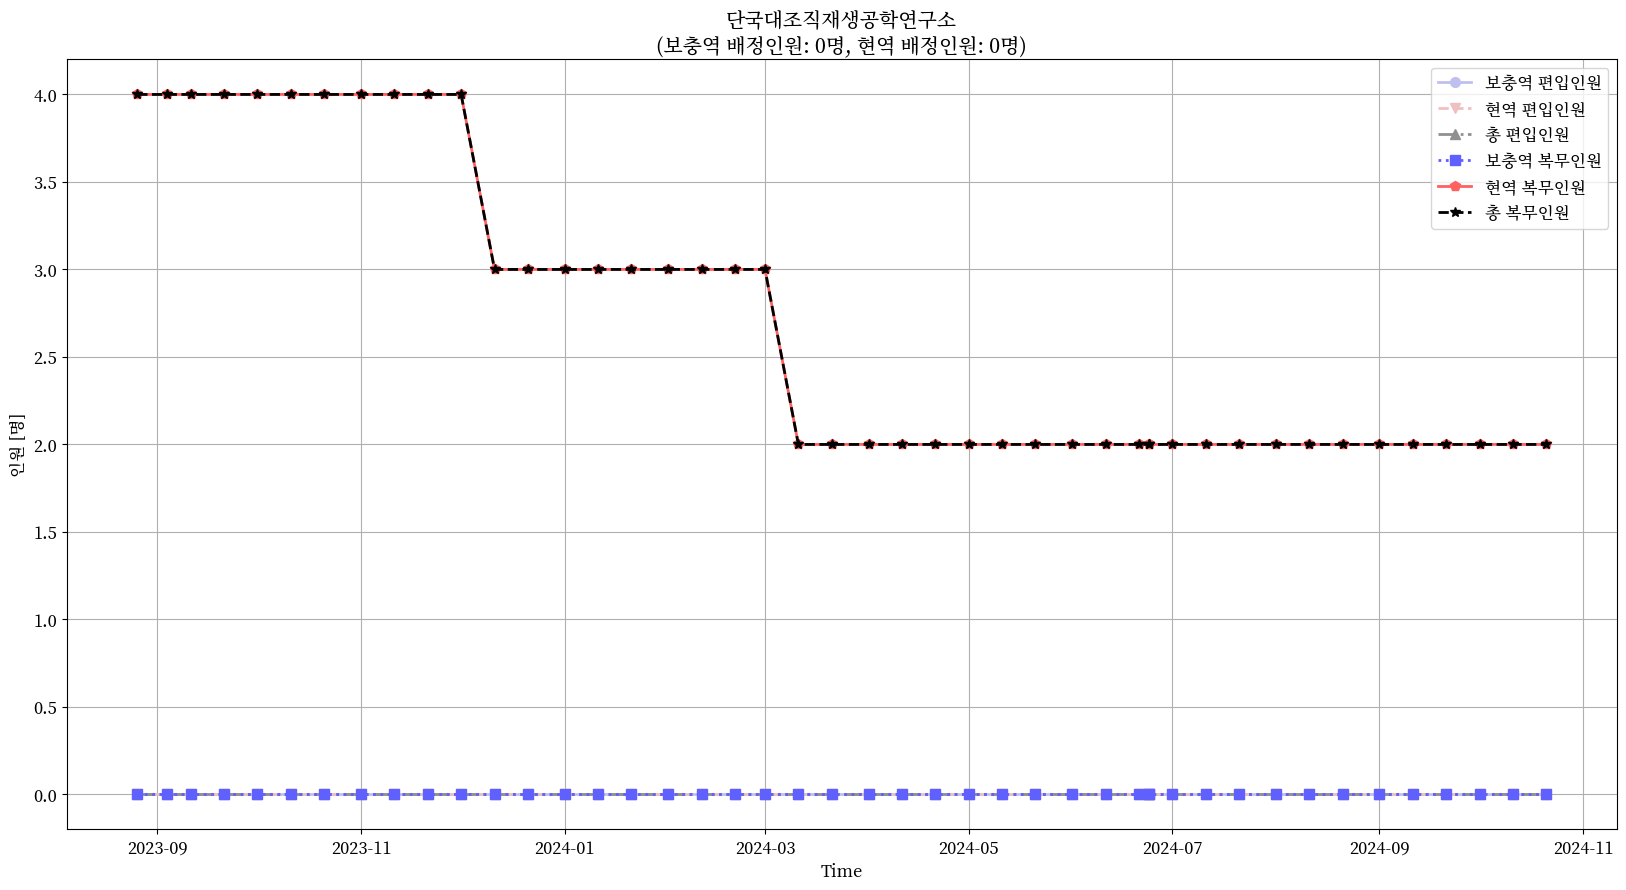 단국대조직재생공학연구소
(보충역 배정인원: 0명, 현역 배정인원: 0명)
보충역 편입인원
현역 편입인원
총 편입인원
보충역 복무인원
현역 복무인원
총 복무인원
인원 [명]
4.0
3.5
3.0
2.5
2.0
1.5
1.0
0.5
0.0
2023-09
2023-11
2024-01
2024-03
2024-05
2024-07
2024-09
2024-11
Time